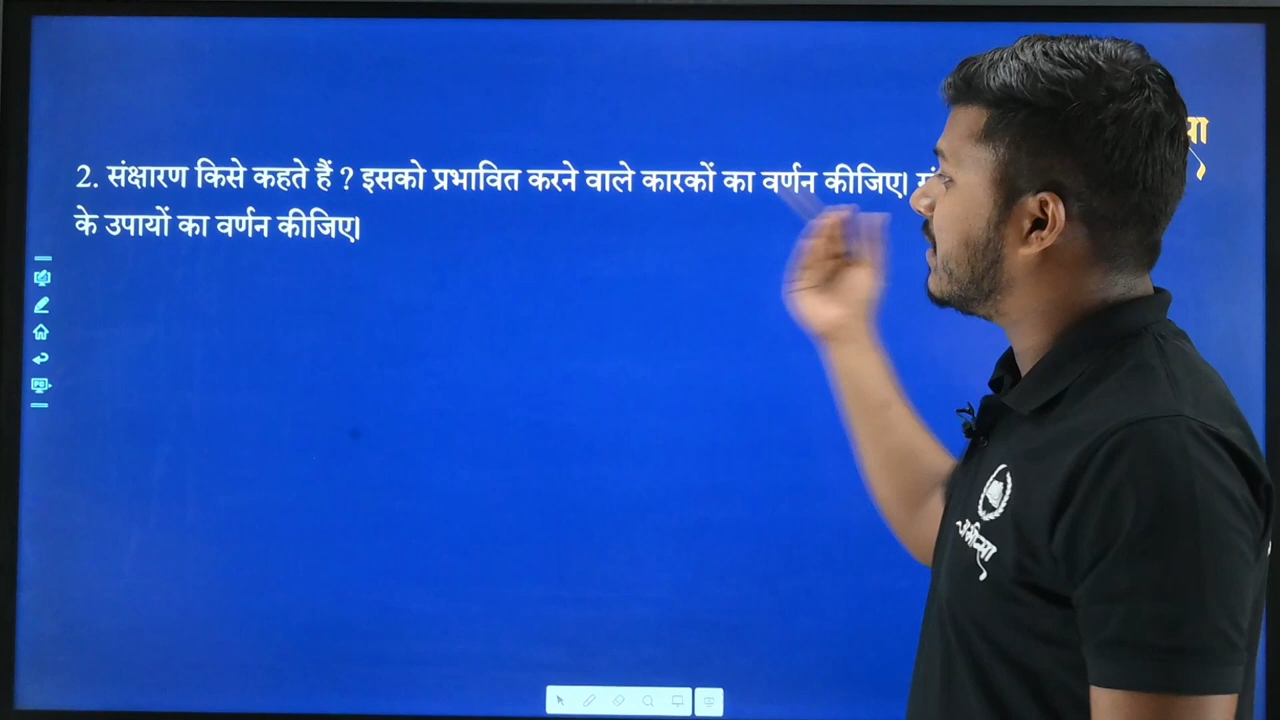 2. संक्षारण किसे कहते हैं ? इसको प्रभावित करने वाले कारकों का वर्णन कीजिए।
के उपायों का वर्णन कीजिए।